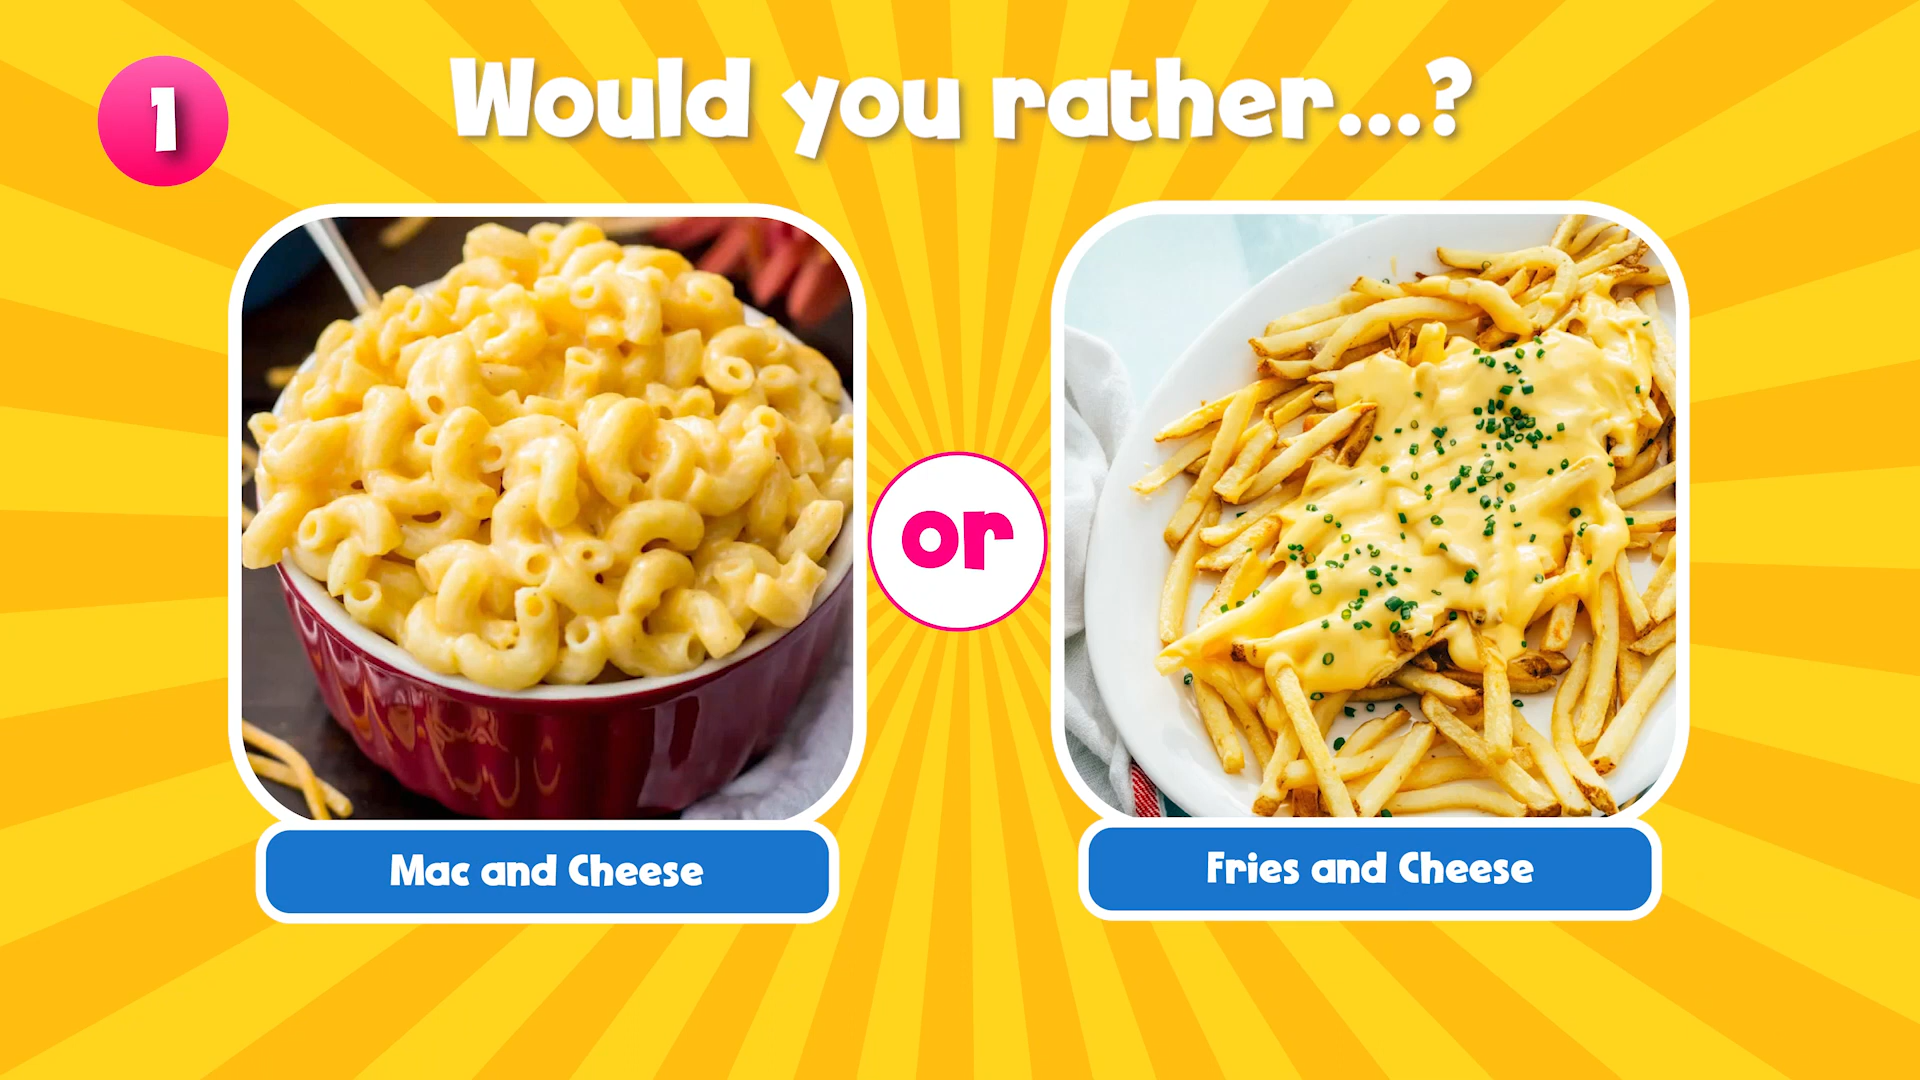 1
Would you rather...?
or
Mac and Cheese
Fries and Cheese